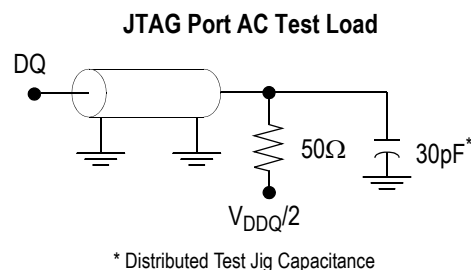 JTAG Port AC Test Load
DQ
50Ω
30pF*
VDDQ/2
* Distributed Test Jig Capacitance